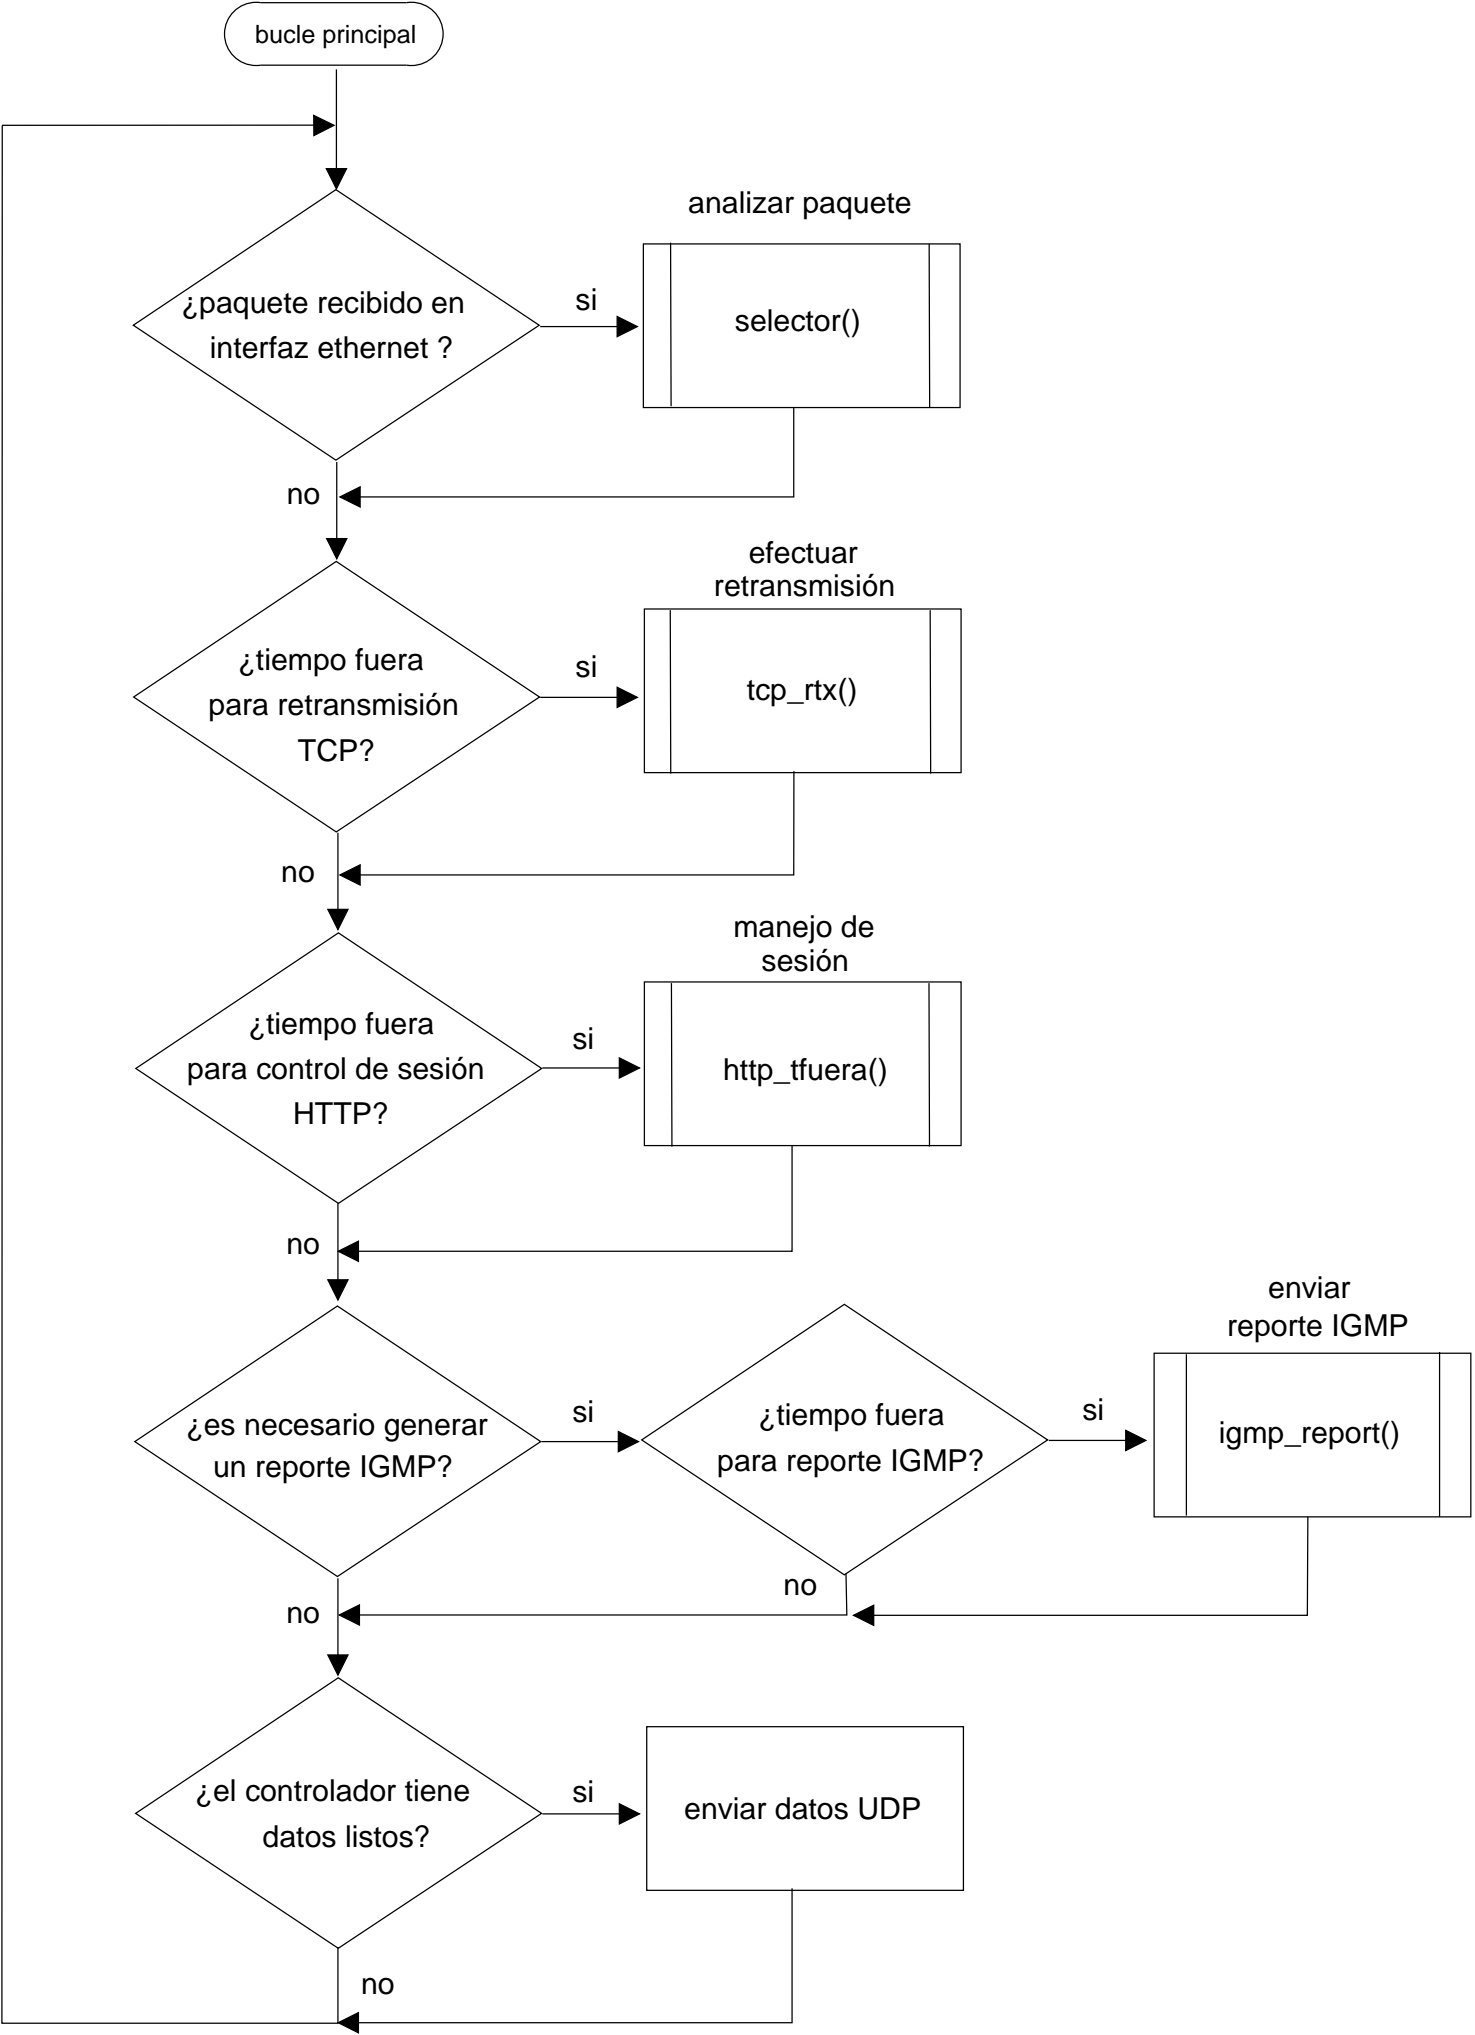 bucle principal
analizar paquete
¿paquete recibido en
interfaz ethernet ?
si
selector()
no
efectuar
retransmisión
¿tiempo fuera
para retransmisión
TCP?
si
tcp_rtx()
no
manejo de
sesión
¿tiempo fuera
para control de sesión
HTTP?
si
http_tfuera()
no
enviar
reporte IGMP
¿es necesario generar
un reporte IGMP?
si
¿tiempo fuera
para reporte IGMP?
si
igmp_report()
no
no
¿el controlador tiene
datos listos?
si
enviar datos UDP
no